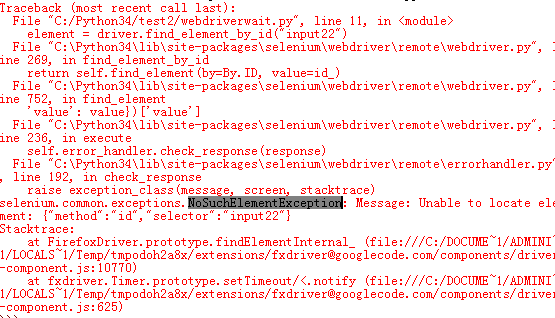 Traceback (most recent call last):
  File "C:/Python34/test2/webdriverwait.py", line 11, in <module>
    element = driver.find_element_by_id("input22")
  File "C:\Python34\lib\site-packages\selenium\webdriver\remote\webdriver.py", l
ine 269, in find_element_by_id
    return self.find_element(by=By.ID, value=id_)
  File "C:\Python34\lib\site-packages\selenium\webdriver\remote\webdriver.py", l
ine 752, in find_element
    'value': value})['value']
  File "C:\Python34\lib\site-packages\selenium\webdriver\remote\webdriver.py", l
ine 236, in execute
    self.error_handler.check_response(response)
  File "C:\Python34\lib\site-packages\selenium\webdriver\remote\errorhandler.py"
, line 192, in check_response
    raise exception_class(message, screen, stacktrace)
selenium.common.exceptions.NoSuchElementException: Message: Unable to locate ele
ment: {"method":"id","selector":"input22"}
Stacktrace:
    at FirefoxDriver.prototype.findElementInternal_ (file:///C:/DOCUME~1/ADMINI~
1/LOCALS~1/Temp/tmpodoh2a8x/extensions/fxdriver@googlecode.com/components/driver
-component.js:10770)
    at fxdriver.Timer.prototype.setTimeout/<.notify (file:///C:/DOCUME~1/ADMINI~
1/LOCALS~1/Temp/tmpodoh2a8x/extensions/fxdriver@googlecode.com/components/driver
-component.js:625)